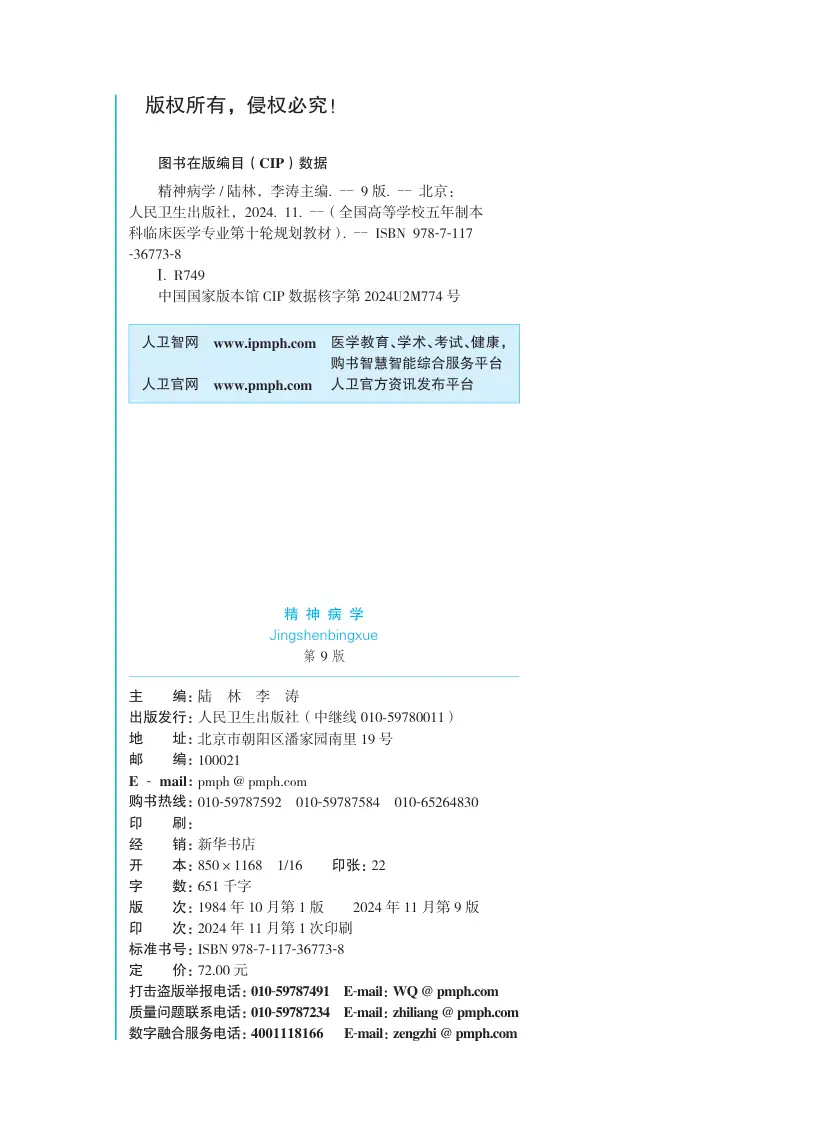 版权所有，侵权必究！
图书在版编目（CIP）数据
精神病学 / 陆林，李涛主编. -- 9 版. -- 北京：
人民卫生出版社，2024. 11. --（全国高等学校五年制本
科临床医学专业第十轮规划教材）. -- ISBN 978-7-117
-36773-8
Ⅰ. R749
中国国家版本馆 CIP 数据核字第 2024U2M774 号
人卫智网 www.ipmph.com 医学教育、学术、考试、健康，
购书智慧智能综合服务平台
人卫官网 www.pmph.com 人卫官方资讯发布平台
精神病学
Jingshenbingxue
第 9 版
主 编：陆 林 李 涛
出版发行：人民卫生出版社（中继线 010-59780011）
地 址：北京市朝阳区潘家园南里 19 号
邮 编：100021
E - mail：pmph @ pmph.com
购书热线：010-59787592 010-59787584 010-65264830
印 刷：
经 销：新华书店
开 本：850 × 1168 1/16 印张：22
字 数：651 千字
版 次：1984 年 10 月第 1 版 2024 年 11 月第 9 版
印 次：2024 年 11 月第 1 次印刷
标准书号：ISBN 978-7-117-36773-8
定 价：72.00 元
打击盗版举报电话：010-59787491 E-mail：WQ @ pmph.com
质量问题联系电话：010-59787234 E-mail：zhiliang @ pmph.com
数字融合服务电话：4001118166 E-mail：zengzhi @ pmph.com